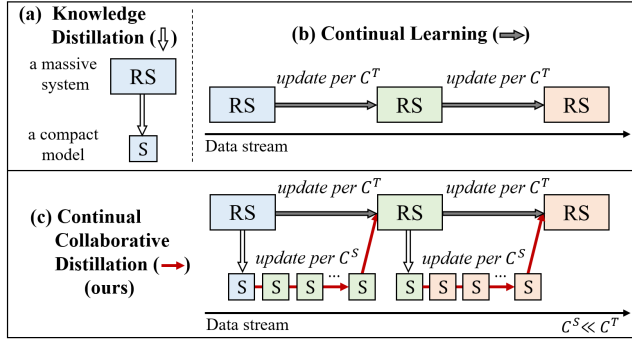 (a) Knowledge
Distillation (⇩)
a massive
system
RS
a compact
model
S
(b) Continual Learning (⇒)
update per C^T
update per C^T
RS
RS
RS
Data stream
(c) Continual
Collaborative
Distillation (→)
(ours)
update per C^T
update per C^T
RS
RS
RS
update per C^S
update per C^S
S S S ... S
S S S ... S
Data stream
C^S ≪ C^T